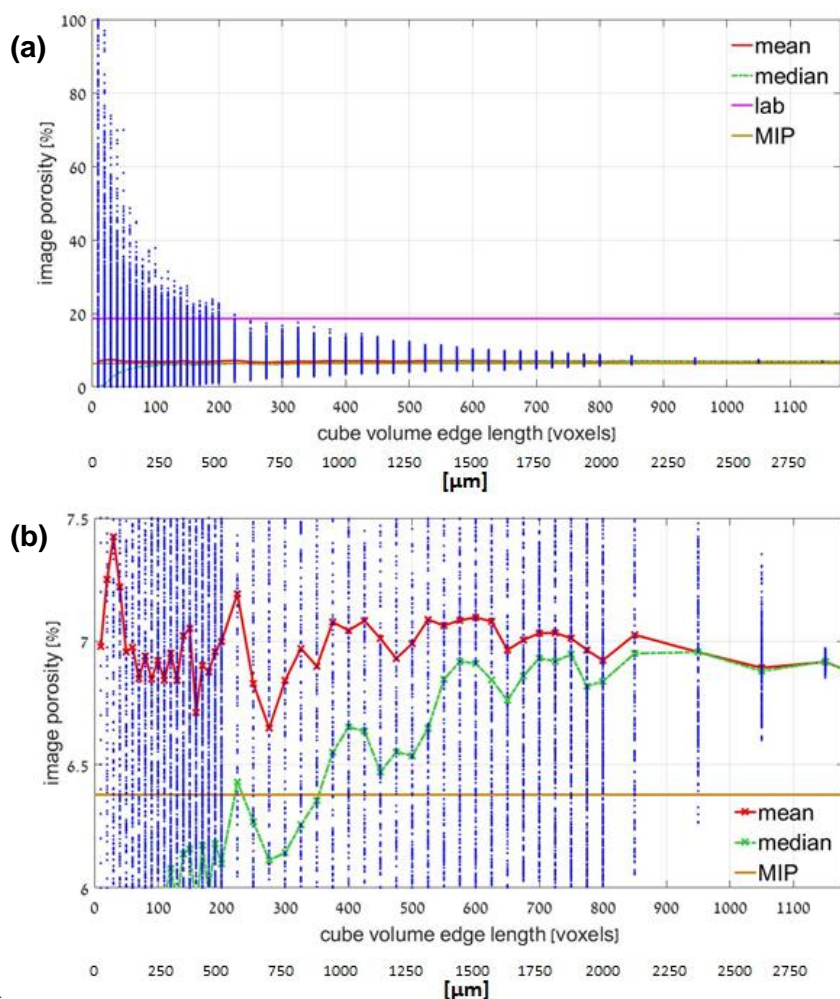 (a)
100
80
60
40
20
0
image porosity [%]
mean
median
lab
MIP
0 100 200 300 400 500 600 700 800 900 1000 1100
cube volume edge length [voxels]
0 250 500 750 1000 1250 1500 1750 2000 2250 2500 2750
[µm]
(b)
7.5
7
6.5
6
image porosity [%]
mean
median
MIP
0 100 200 300 400 500 600 700 800 900 1000 1100
cube volume edge length [voxels]
0 250 500 750 1000 1250 1500 1750 2000 2250 2500 2750
[µm]